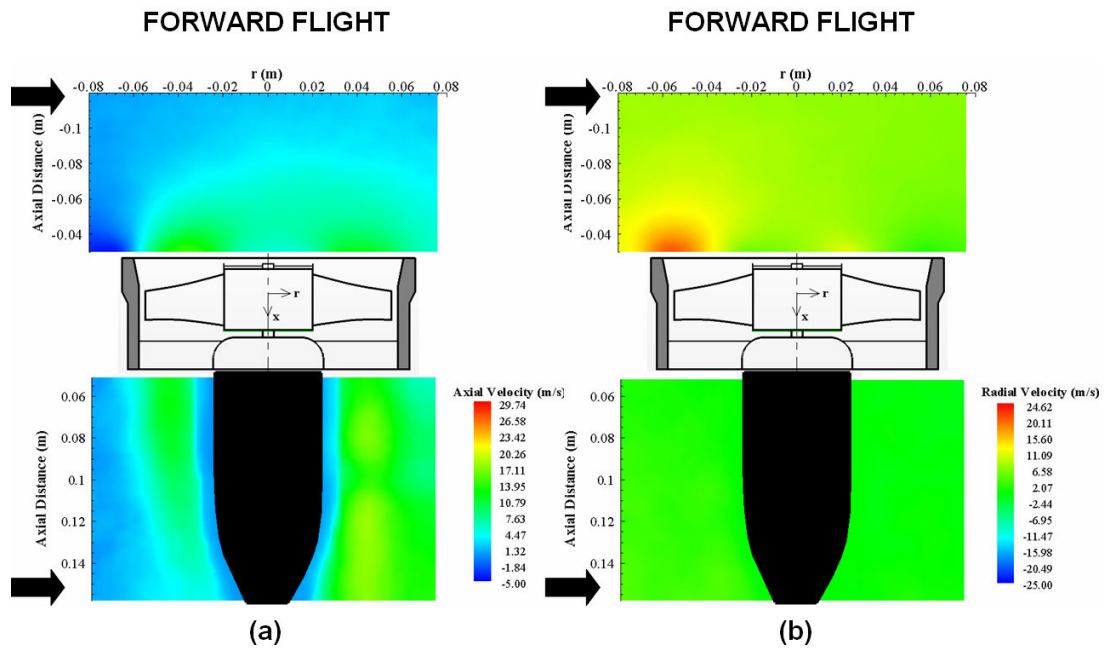 FORWARD FLIGHT
r (m)
-0.08 -0.06 -0.04 -0.02 0 0.02 0.04 0.06 0.08
Axial Distance (m)
-0.1
-0.08
-0.06
-0.04
r
x
Axial Distance (m)
0.06
0.08
0.1
0.12
0.14
Axial Velocity (m/s)
29.74
26.58
23.42
20.26
17.11
13.95
10.79
7.63
4.47
1.32
-1.84
-5.00
(a)
FORWARD FLIGHT
r (m)
-0.08 -0.06 -0.04 -0.02 0 0.02 0.04 0.06 0.08
Axial Distance (m)
-0.1
-0.08
-0.06
-0.04
r
x
Axial Distance (m)
0.06
0.08
0.1
0.12
0.14
Radial Velocity (m/s)
24.62
20.11
15.60
11.09
6.58
2.07
-2.44
-6.95
-11.47
-15.98
-20.49
-25.00
(b)